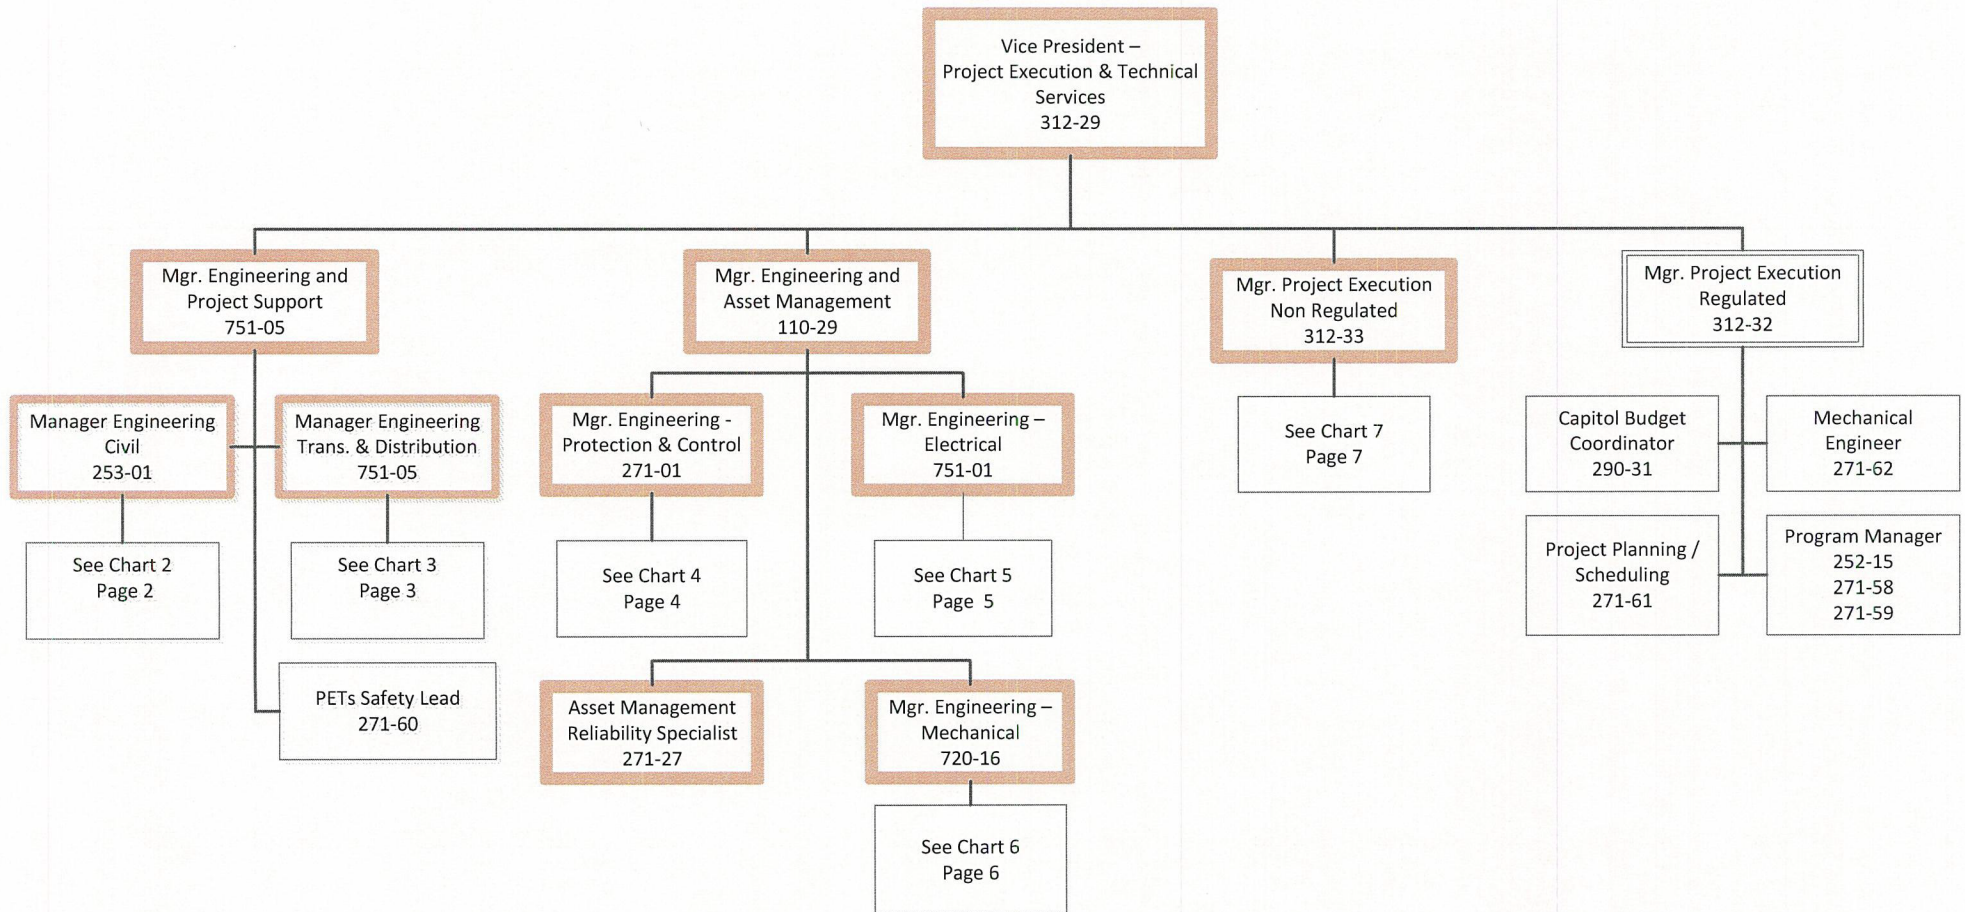 Vice President –
Project Execution & Technical
Services
312-29
Mgr. Engineering and
Project Support
751-05
Mgr. Engineering and
Asset Management
110-29
Mgr. Project Execution
Non Regulated
312-33
Mgr. Project Execution
Regulated
312-32
Manager Engineering
Civil
253-01
Manager Engineering
Trans. & Distribution
751-05
Mgr. Engineering -
Protection & Control
271-01
Mgr. Engineering –
Electrical
751-01
See Chart 7
Page 7
Capitol Budget
Coordinator
290-31
Mechanical
Engineer
271-62
See Chart 2
Page 2
See Chart 3
Page 3
See Chart 4
Page 4
See Chart 5
Page 5
Project Planning /
Scheduling
271-61
Program Manager
252-15
271-58
271-59
PETs Safety Lead
271-60
Asset Management
Reliability Specialist
271-27
Mgr. Engineering –
Mechanical
720-16
See Chart 6
Page 6